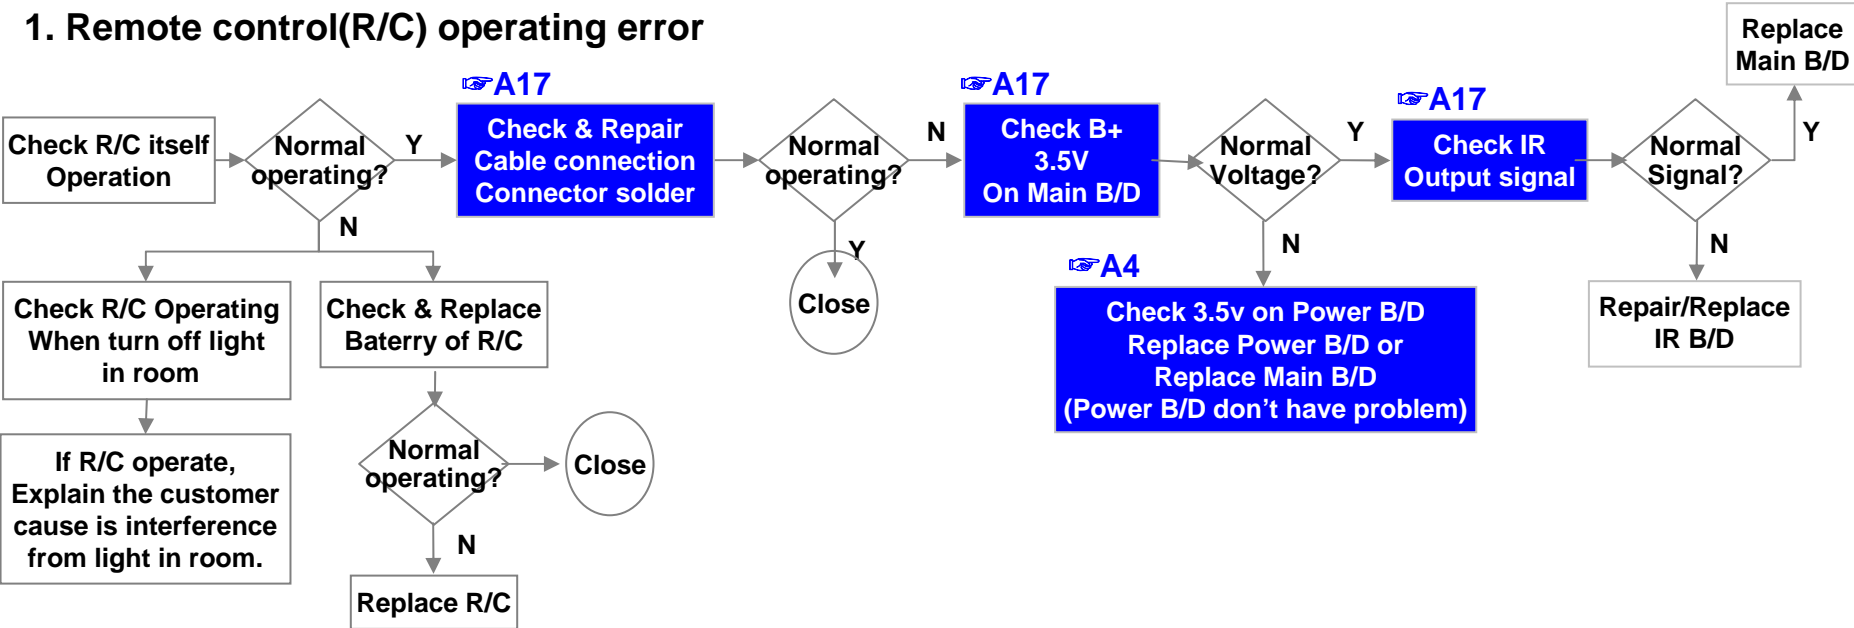 1. Remote control(R/C) operating error
Replace
Main B/D
☞A17
☞A17
☞A17
Check R/C itself
Operation
Normal
operating?
Y
Check & Repair
Cable connection
Connector solder
Normal
operating?
N
Check B+
3.5V
On Main B/D
Normal
Voltage?
Y
Check IR
Output signal
Normal
Signal?
Y
N
Y
N
N
☞A4
Check R/C Operating
When turn off light
in room
Check & Replace
Baterry of R/C
Close
Check 3.5v on Power B/D
Replace Power B/D or
Replace Main B/D
(Power B/D don’t have problem)
Repair/Replace
IR B/D
If R/C operate,
Explain the customer
cause is interference
from light in room.
Normal
operating?
Close
N
Replace R/C